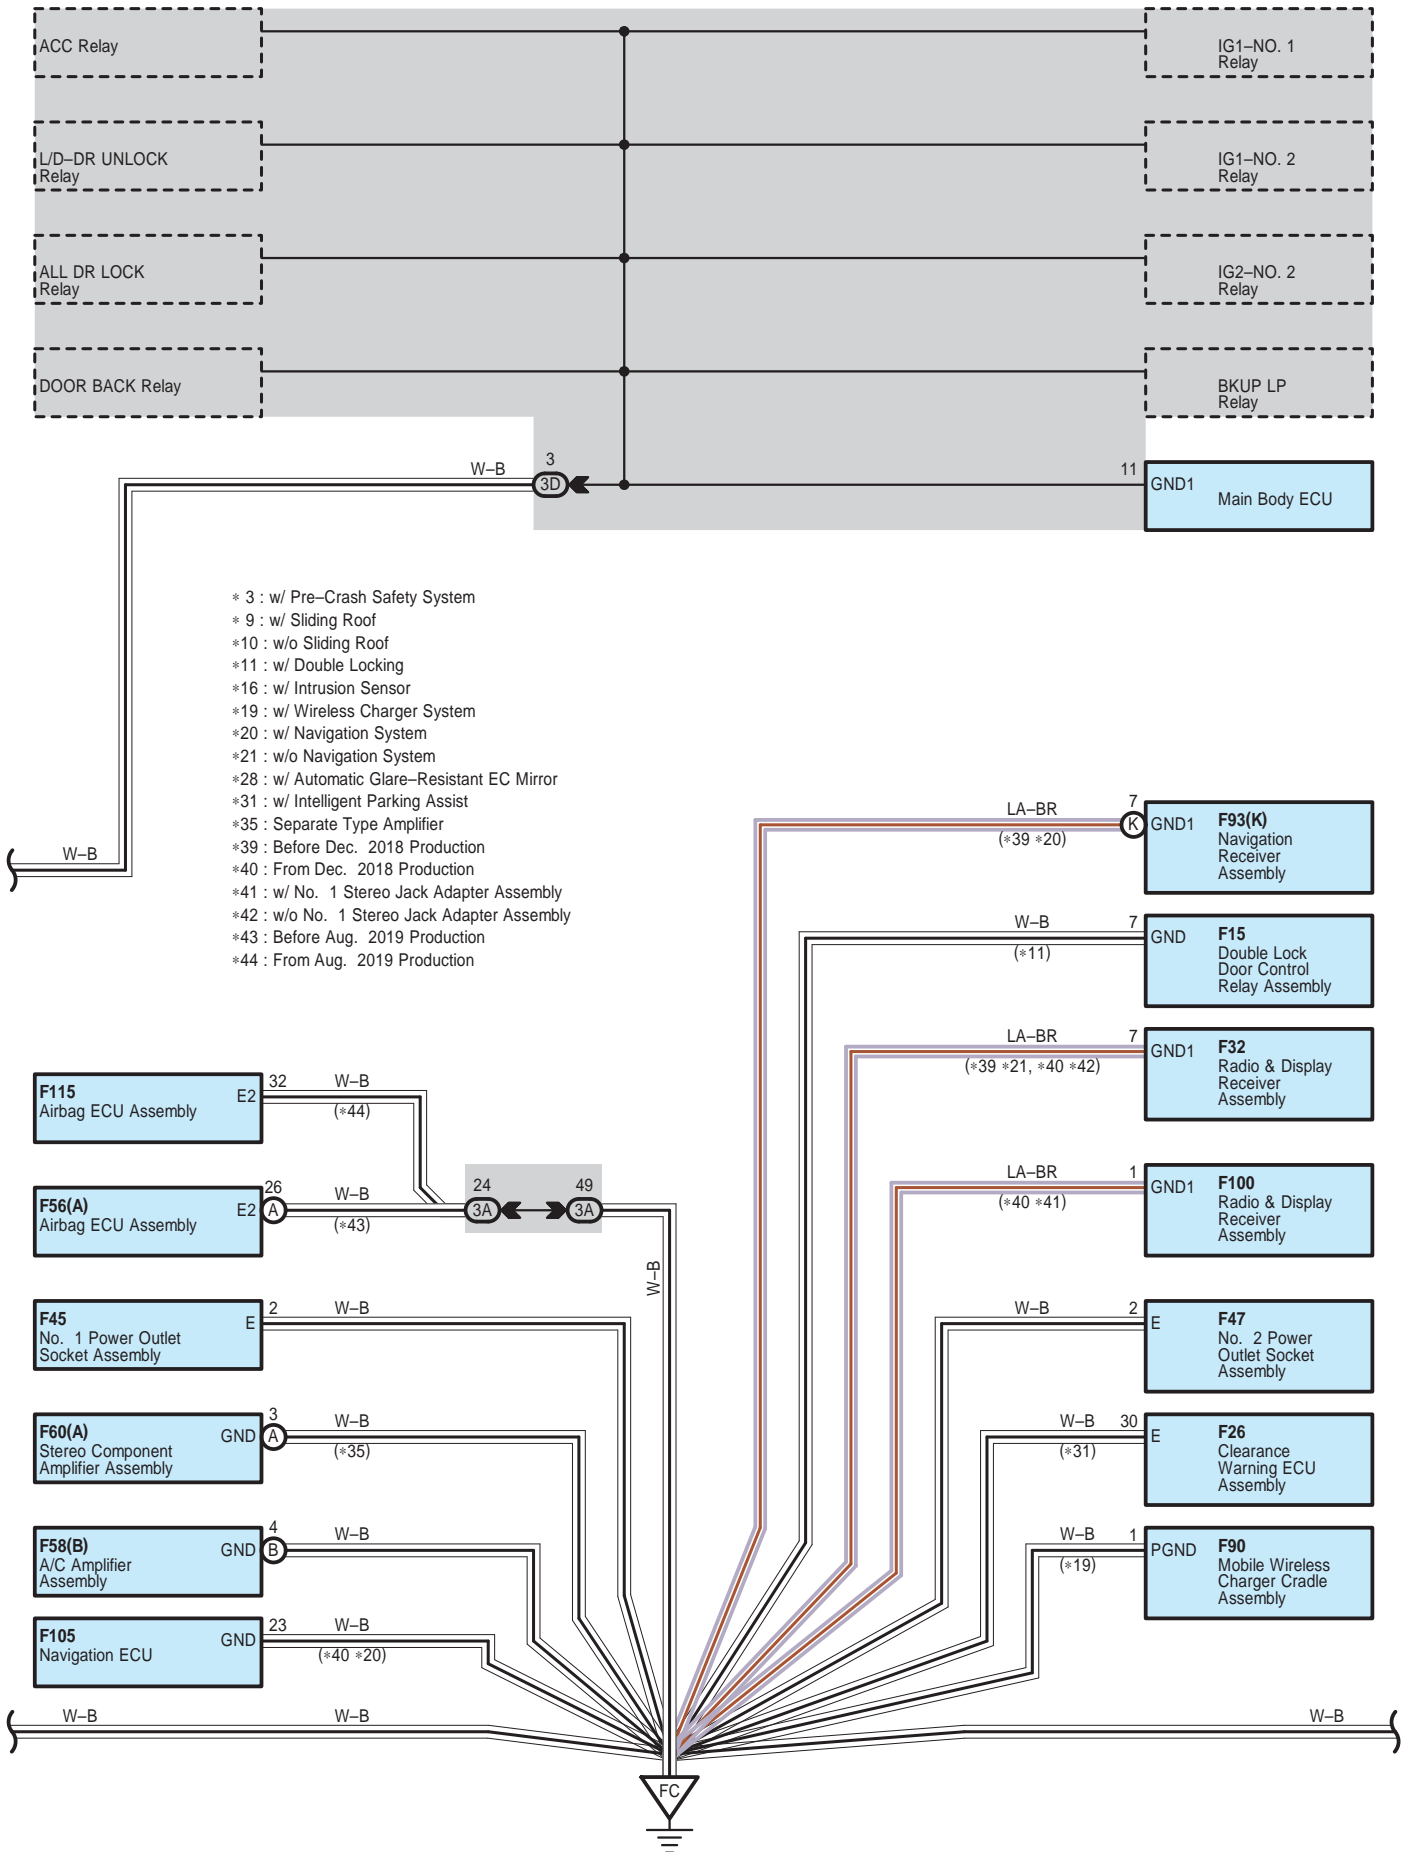 ACC Relay
IG1–NO. 1
Relay
L/D–DR UNLOCK
Relay
IG1–NO. 2
Relay
ALL DR LOCK
Relay
IG2–NO. 2
Relay
DOOR BACK Relay
BKUP LP
Relay
W–B
3
3D
11
GND1
Main Body ECU
∗ 3 : w/ Pre–Crash Safety System
∗ 9 : w/ Sliding Roof
∗10 : w/o Sliding Roof
∗11 : w/ Double Locking
∗16 : w/ Intrusion Sensor
∗19 : w/ Wireless Charger System
∗20 : w/ Navigation System
∗21 : w/o Navigation System
∗28 : w/ Automatic Glare–Resistant EC Mirror
∗31 : w/ Intelligent Parking Assist
∗35 : Separate Type Amplifier
∗39 : Before Dec. 2018 Production
∗40 : From Dec. 2018 Production
∗41 : w/ No. 1 Stereo Jack Adapter Assembly
∗42 : w/o No. 1 Stereo Jack Adapter Assembly
∗43 : Before Aug. 2019 Production
∗44 : From Aug. 2019 Production
W–B
LA–BR
(∗39 ∗20)
7
K
GND1
F93(K)
Navigation
Receiver
Assembly
W–B
(∗11)
7
GND
F15
Double Lock
Door Control
Relay Assembly
LA–BR
(∗39 ∗21, ∗40 ∗42)
7
GND1
F32
Radio & Display
Receiver
Assembly
F115
Airbag ECU Assembly
E2
32
W–B
(∗44)
LA–BR
(∗40 ∗41)
1
GND1
F100
Radio & Display
Receiver
Assembly
F56(A)
Airbag ECU Assembly
E2
26
A
W–B
(∗43)
24
3A
49
3A
W–B
F45
No. 1 Power Outlet
Socket Assembly
E
2
W–B
W–B
2
E
F47
No. 2 Power
Outlet Socket
Assembly
F60(A)
Stereo Component
Amplifier Assembly
GND
3
A
W–B
(∗35)
W–B
(∗31)
30
E
F26
Clearance
Warning ECU
Assembly
F58(B)
A/C Amplifier
Assembly
GND
4
B
W–B
W–B
(∗19)
1
PGND
F90
Mobile Wireless
Charger Cradle
Assembly
F105
Navigation ECU
GND
23
W–B
(∗40 ∗20)
W–B
W–B
W–B
FC